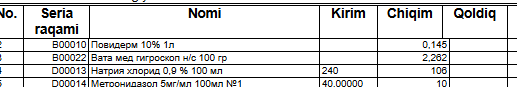 No. Seria raqami Nomi Kirim Chiqim Qoldiq
2 B00010 Повидерм 10% 1л 0,145
3 B00022 Вата мед гигроскоп н/с 100 гр 2,262
4 D00013 Натрия хлорид 0,9 % 100 мл 240 106
5 D00014 Метронидазол 5мг/мл 100мл №1 40,00000 10